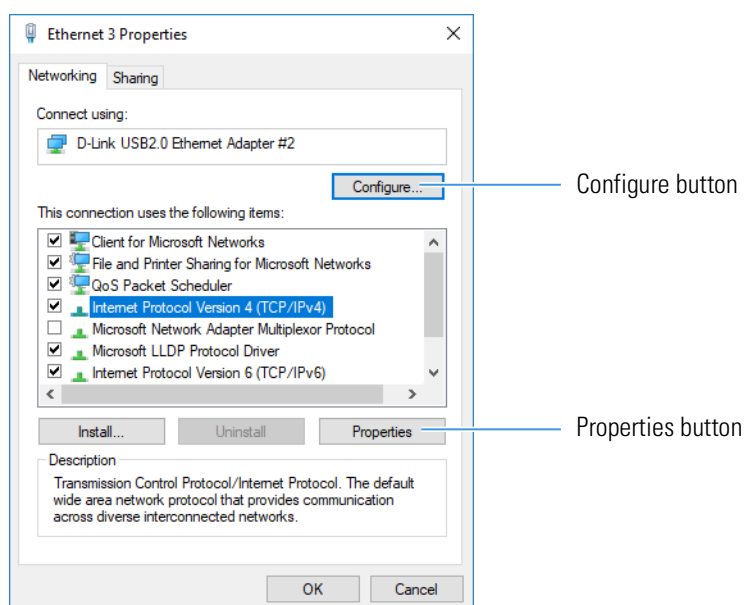 Ethernet 3 Properties
Networking
Sharing
Connect using:
D-Link USB2.0 Ethernet Adapter #2
Configure...
Configure button
This connection uses the following items:
Client for Microsoft Networks
File and Printer Sharing for Microsoft Networks
QoS Packet Scheduler
Internet Protocol Version 4 (TCP/IPv4)
Microsoft Network Adapter Multiplexor Protocol
Microsoft LLDP Protocol Driver
Internet Protocol Version 6 (TCP/IPv6)
Install...
Uninstall
Properties
Properties button
Description
Transmission Control Protocol/Internet Protocol. The default
wide area network protocol that provides communication
across diverse interconnected networks.
OK
Cancel